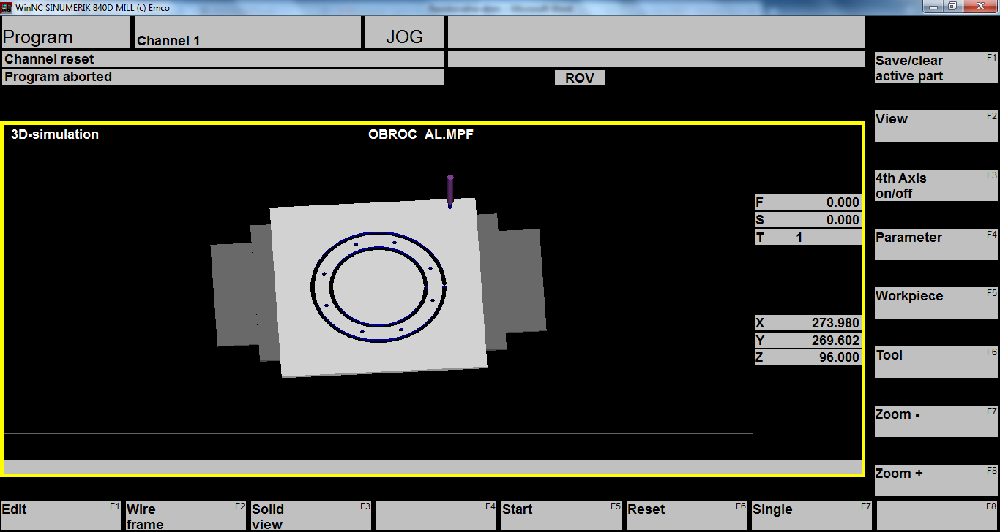 WinNC SINUMERIK 840D MILL (c) Emco
Program
Channel 1
JOG
Channel reset
Program aborted
ROV
3D-simulation
OBROC AL.MPF
F 0.000
S 0.000
T 1
X 273.980
Y 269.602
Z 96.000
Save/clear F1
active part
View F2
4th Axis F3
on/off
Parameter F4
Workpiece F5
Tool F6
Zoom - F7
Zoom + F8
Edit F1
Wire F2
frame
Solid F3
view
F4
Start F5
Reset F6
Single F7
F8